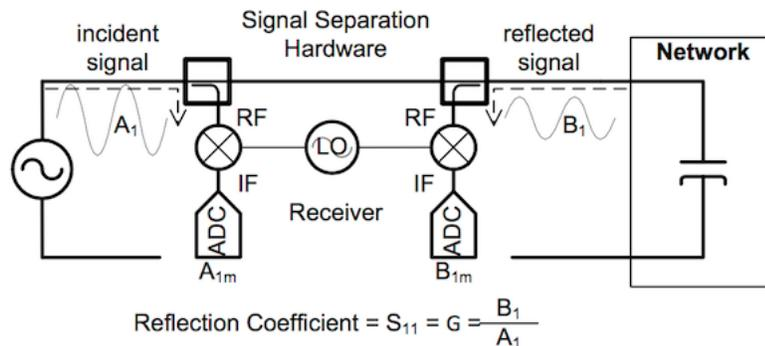 Signal Separation
Hardware
incident
signal
reflected
signal
Network
A1
RF
LO
RF
B1
IF
Receiver
IF
ADC
ADC
A1m
B1m
Reflection Coefficient = S11 = G = B1
A1